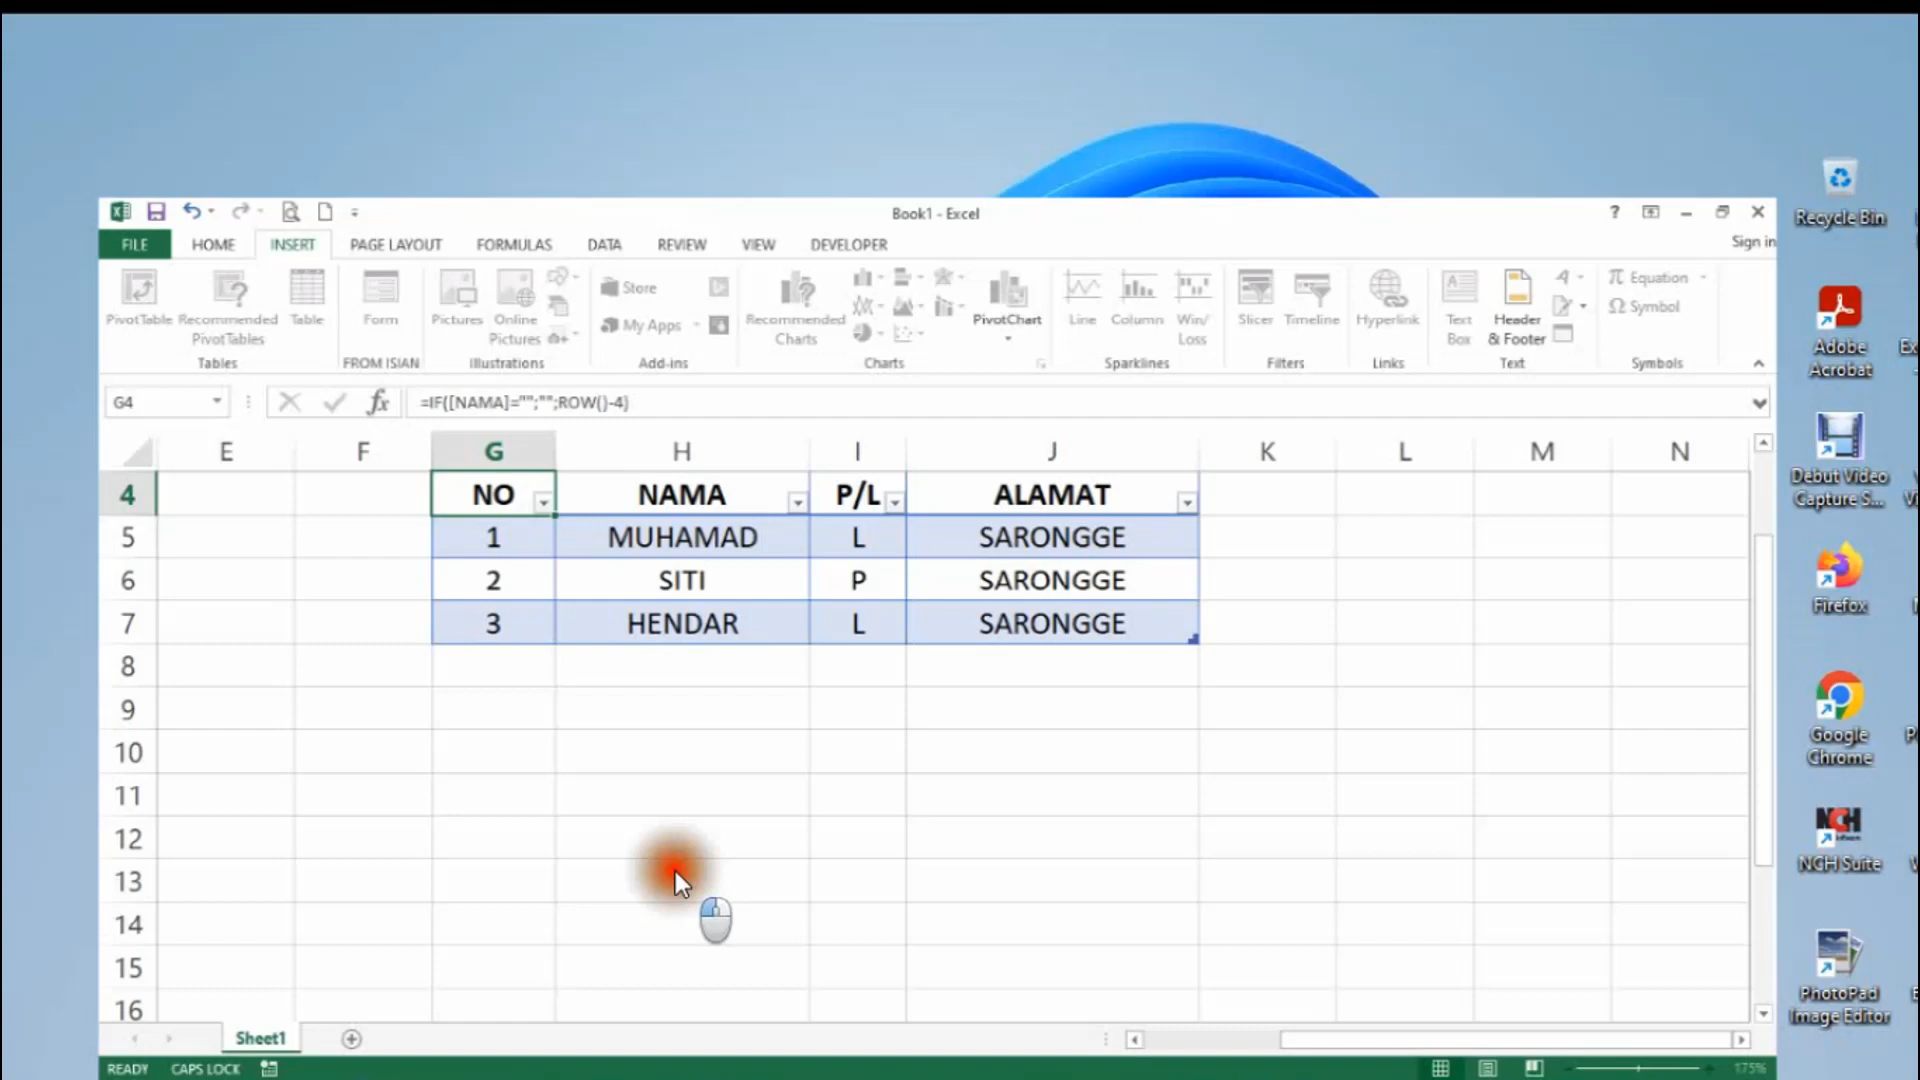 Book1 - Excel
Sign in
FILE HOME INSERT PAGE LAYOUT FORMULAS DATA REVIEW VIEW DEVELOPER
PivotTable Recommended PivotTables Table
Form
Pictures Online Pictures
Store
My Apps
Recommended Charts
PivotChart
Line Column Win/Loss
Slicer Timeline
Hyperlink
Text Box Header & Footer
Equation
Symbol
Tables FROM ISIAN Illustrations Add-ins Charts Sparklines Filters Links Text Symbols
G4 fx =IF([NAMA]="";"";ROW()-4)
E F G H I J K L M N
4 NO NAMA P/L ALAMAT
5 1 MUHAMAD L SARONGGE
6 2 SITI P SARONGGE
7 3 HENDAR L SARONGGE
8
9
10
11
12
13
14
15
16
Sheet1
READY CAPS LOCK 175%
Recycle Bin
Adobe Acrobat
Debut Video Capture S...
Firefox
Google Chrome
NCH
NCH Suite
PhotoPad Image Editor